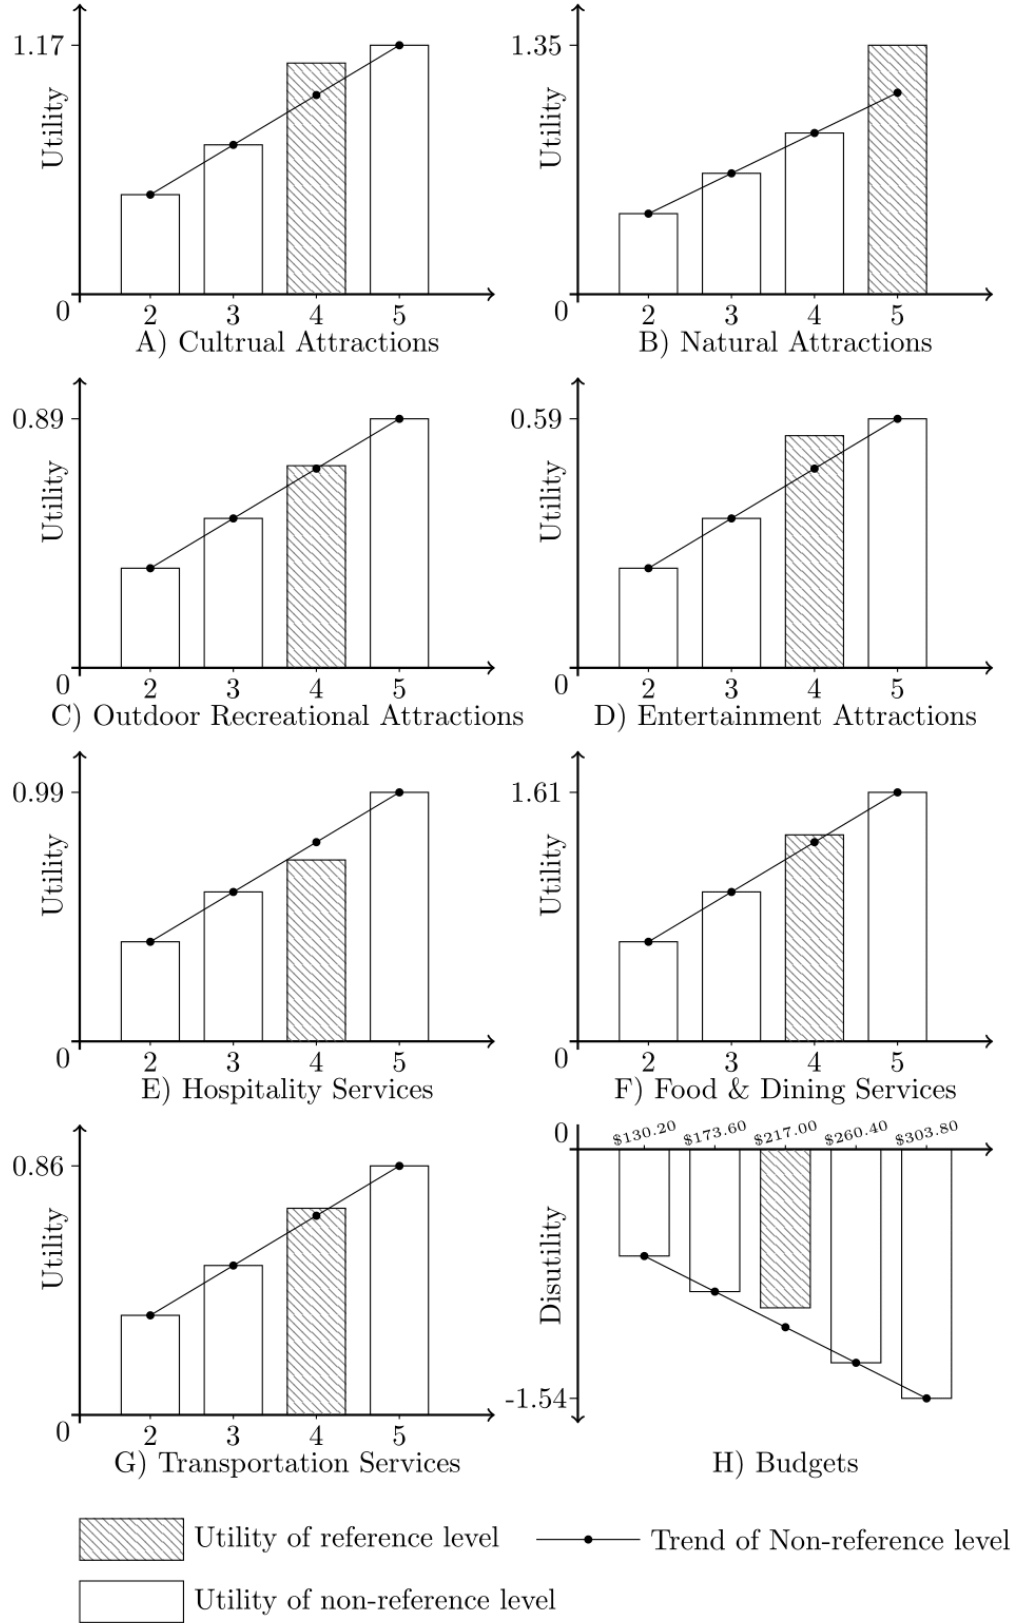 1.17
1.35
Utility
Utility
0 2 3 4 5
0 2 3 4 5
A) Cultrual Attractions
B) Natural Attractions
0.89
0.59
Utility
Utility
0 2 3 4 5
0 2 3 4 5
C) Outdoor Recreational Attractions
D) Entertainment Attractions
0.99
1.61
Utility
Utility
0 2 3 4 5
0 2 3 4 5
E) Hospitality Services
F) Food & Dining Services
0.86
Utility
0 2 3 4 5
G) Transportation Services
0 $130.20 $173.60 $217.00 $260.40 $303.80
Disutility
-1.54
H) Budgets
Utility of reference level
Trend of Non-reference level
Utility of non-reference level